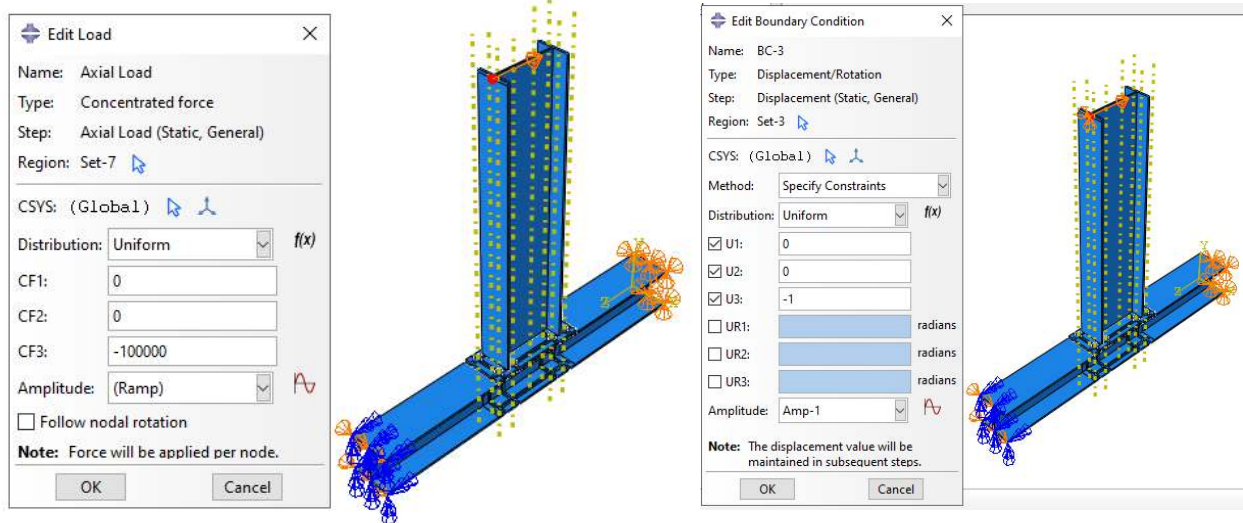 Edit Load
Name: Axial Load
Type: Concentrated force
Step: Axial Load (Static, General)
Region: Set-7
CSYS: (Global)
Distribution: Uniform f(x)
CF1: 0
CF2: 0
CF3: -100000
Amplitude: (Ramp)
Follow nodal rotation
Note: Force will be applied per node.
OK Cancel
Y
Z
Edit Boundary Condition
Name: BC-3
Type: Displacement/Rotation
Step: Displacement (Static, General)
Region: Set-3
CSYS: (Global)
Method: Specify Constraints
Distribution: Uniform f(x)
U1: 0
U2: 0
U3: -1
UR1: radians
UR2: radians
UR3: radians
Amplitude: Amp-1
Note: The displacement value will be
maintained in subsequent steps.
OK Cancel
Y
Z